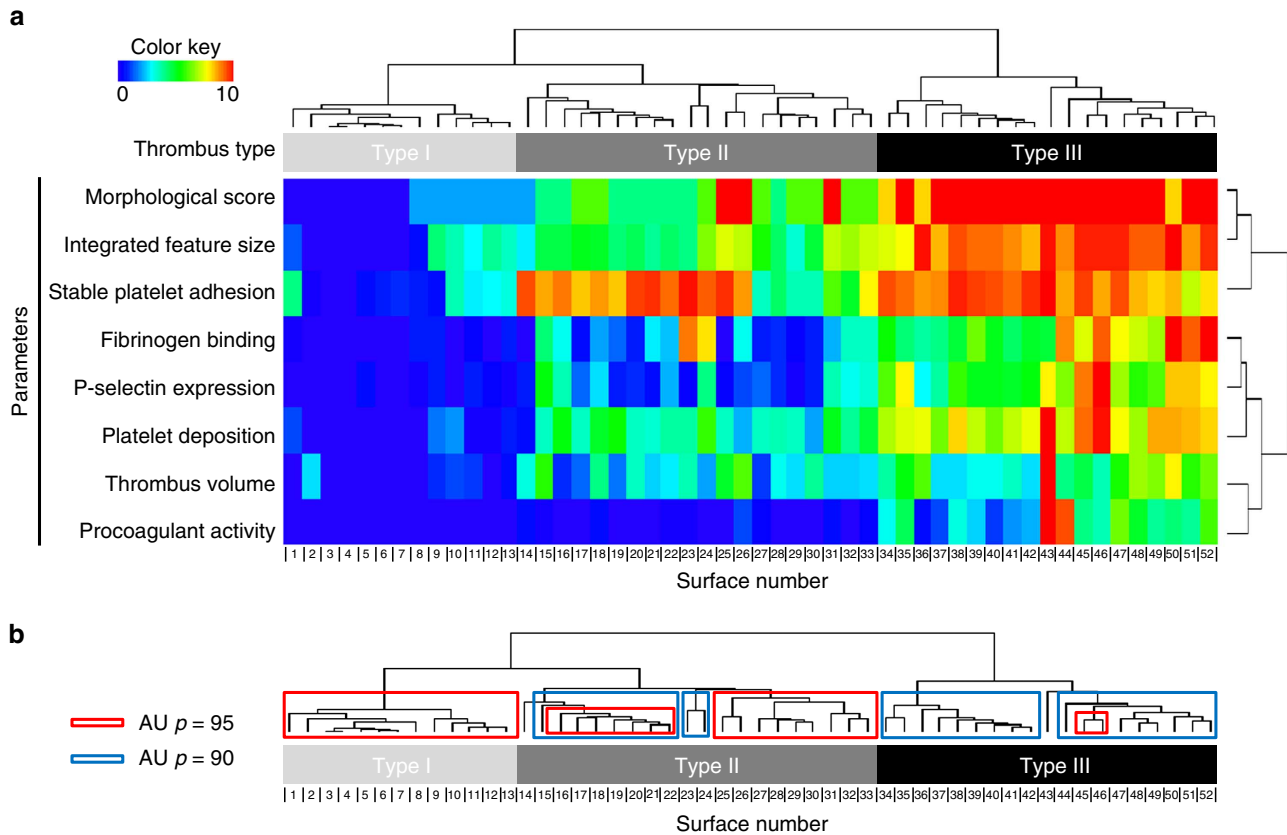 a
Color key
0 10
Thrombus type
Type I Type II Type III
Parameters
Morphological score
Integrated feature size
Stable platelet adhesion
Fibrinogen binding
P-selectin expression
Platelet deposition
Thrombus volume
Procoagulant activity
1 2 3 4 5 6 7 8 9 10 11 12 13 14 15 16 17 18 19 20 21 22 23 24 25 26 27 28 29 30 31 32 33 34 35 36 37 38 39 40 41 42 43 44 45 46 47 48 49 50 51 52
Surface number
b
AU p = 95
AU p = 90
Type I Type II Type III
1 2 3 4 5 6 7 8 9 10 11 12 13 14 15 16 17 18 19 20 21 22 23 24 25 26 27 28 29 30 31 32 33 34 35 36 37 38 39 40 41 42 43 44 45 46 47 48 49 50 51 52
Surface number